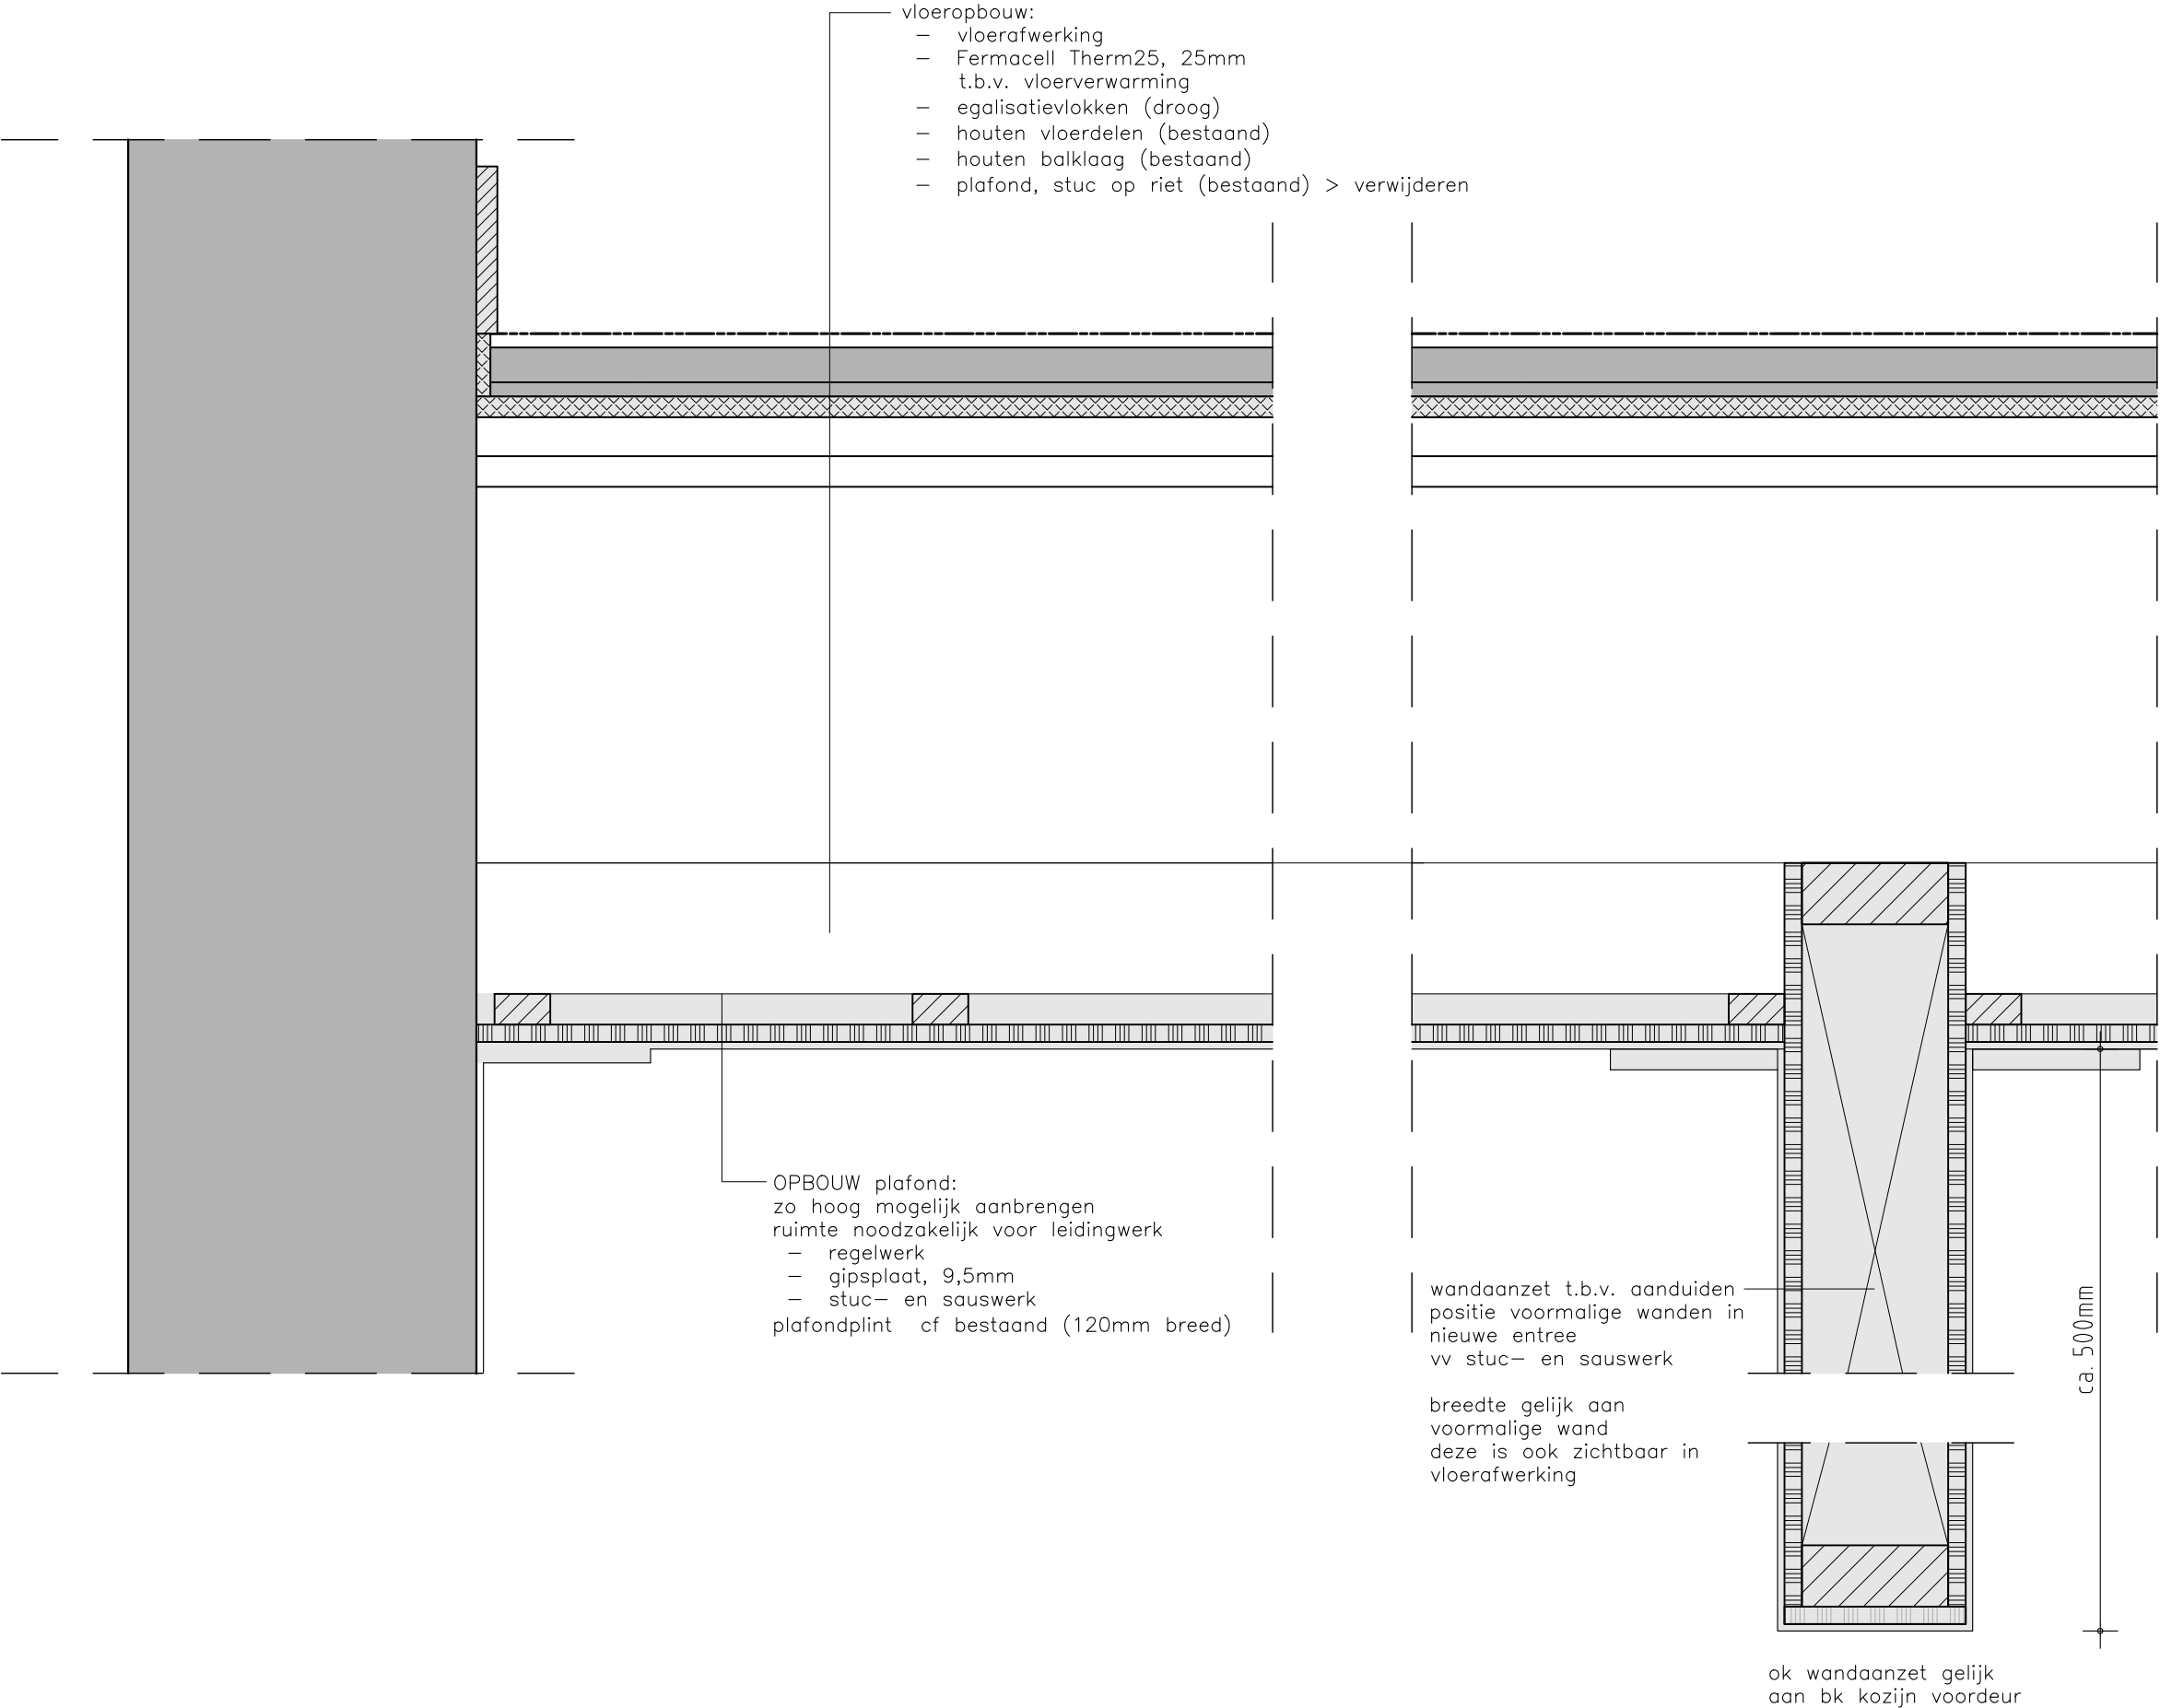 vloeropbouw:
– vloerafwerking
– Fermacell Therm25, 25mm
t.b.v. vloerverwarming
– egalisatievlokken (droog)
– houten vloerdelen (bestaand)
– houten balklaag (bestaand)
– plafond, stuc op riet (bestaand) > verwijderen
OPBOUW plafond:
zo hoog mogelijk aanbrengen
ruimte noodzakelijk voor leidingwerk
– regelwerk
– gipsplaat, 9,5mm
– stuc– en sauswerk
plafondplint cf bestaand (120mm breed)
wandaanzet t.b.v. aanduiden
positie voormalige wanden in
nieuwe entree
vv stuc– en sauswerk
breedte gelijk aan
voormalige wand
deze is ook zichtbaar in
vloerafwerking
ca. 500mm
ok wandaanzet gelijk
aan bk kozijn voordeur